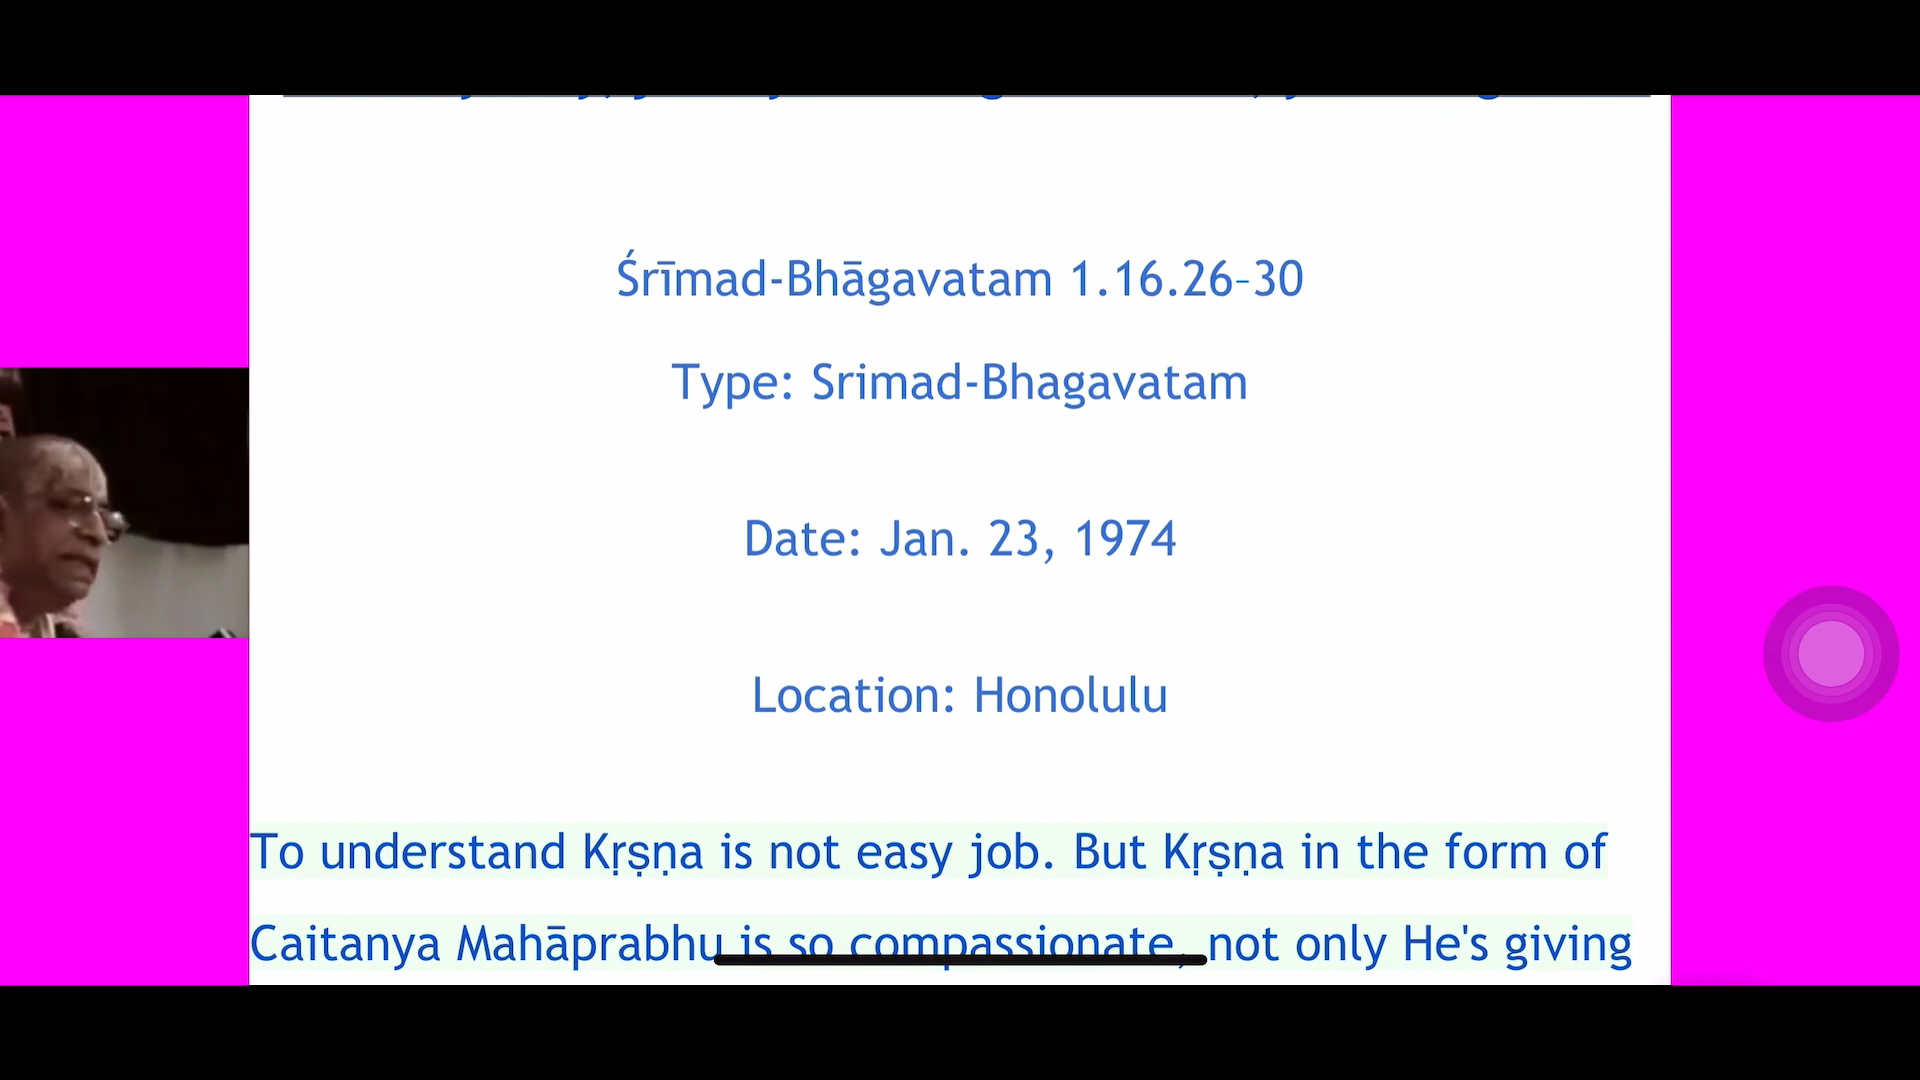 Śrīmad-Bhāgavatam 1.16.26–30
Type: Srimad-Bhagavatam
Date: Jan. 23, 1974
Location: Honolulu
To understand Kṛṣṇa is not easy job. But Kṛṣṇa in the form of
Caitanya Mahāprabhu is so compassionate, not only He's giving